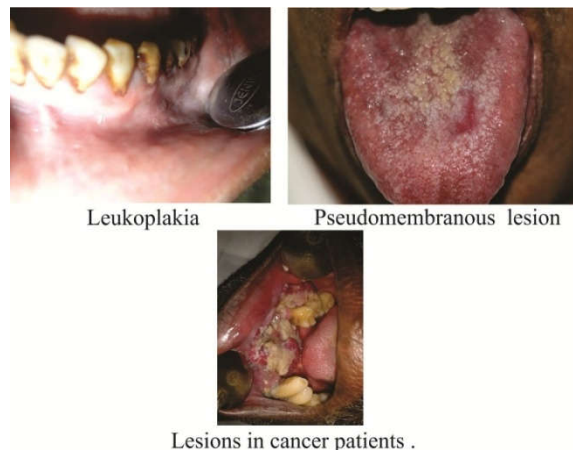 Leukoplakia
Pseudomembranous lesion
Lesions in cancer patients .